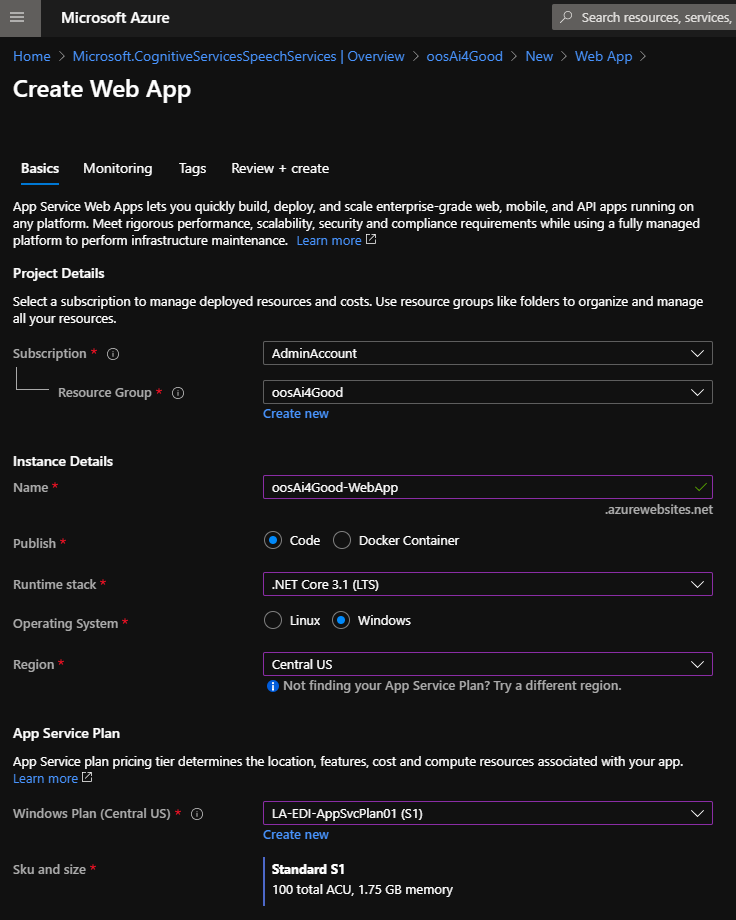 Microsoft Azure
Search resources, services,
Home > Microsoft.CognitiveServicesSpeechServices | Overview > oosAi4Good > New > Web App >
Create Web App
Basics Monitoring Tags Review + create
App Service Web Apps lets you quickly build, deploy, and scale enterprise-grade web, mobile, and API apps running on
any platform. Meet rigorous performance, scalability, security and compliance requirements while using a fully managed
platform to perform infrastructure maintenance. Learn more
Project Details
Select a subscription to manage deployed resources and costs. Use resource groups like folders to organize and manage
all your resources.
Subscription * AdminAccount
Resource Group * oosAi4Good
Create new
Instance Details
Name * oosAi4Good-WebApp
.azurewebsites.net
Publish * Code Docker Container
Runtime stack * .NET Core 3.1 (LTS)
Operating System * Linux Windows
Region * Central US
Not finding your App Service Plan? Try a different region.
App Service Plan
App Service plan pricing tier determines the location, features, cost and compute resources associated with your app.
Learn more
Windows Plan (Central US) * LA-EDI-AppSvcPlan01 (S1)
Create new
Sku and size * Standard S1
100 total ACU, 1.75 GB memory